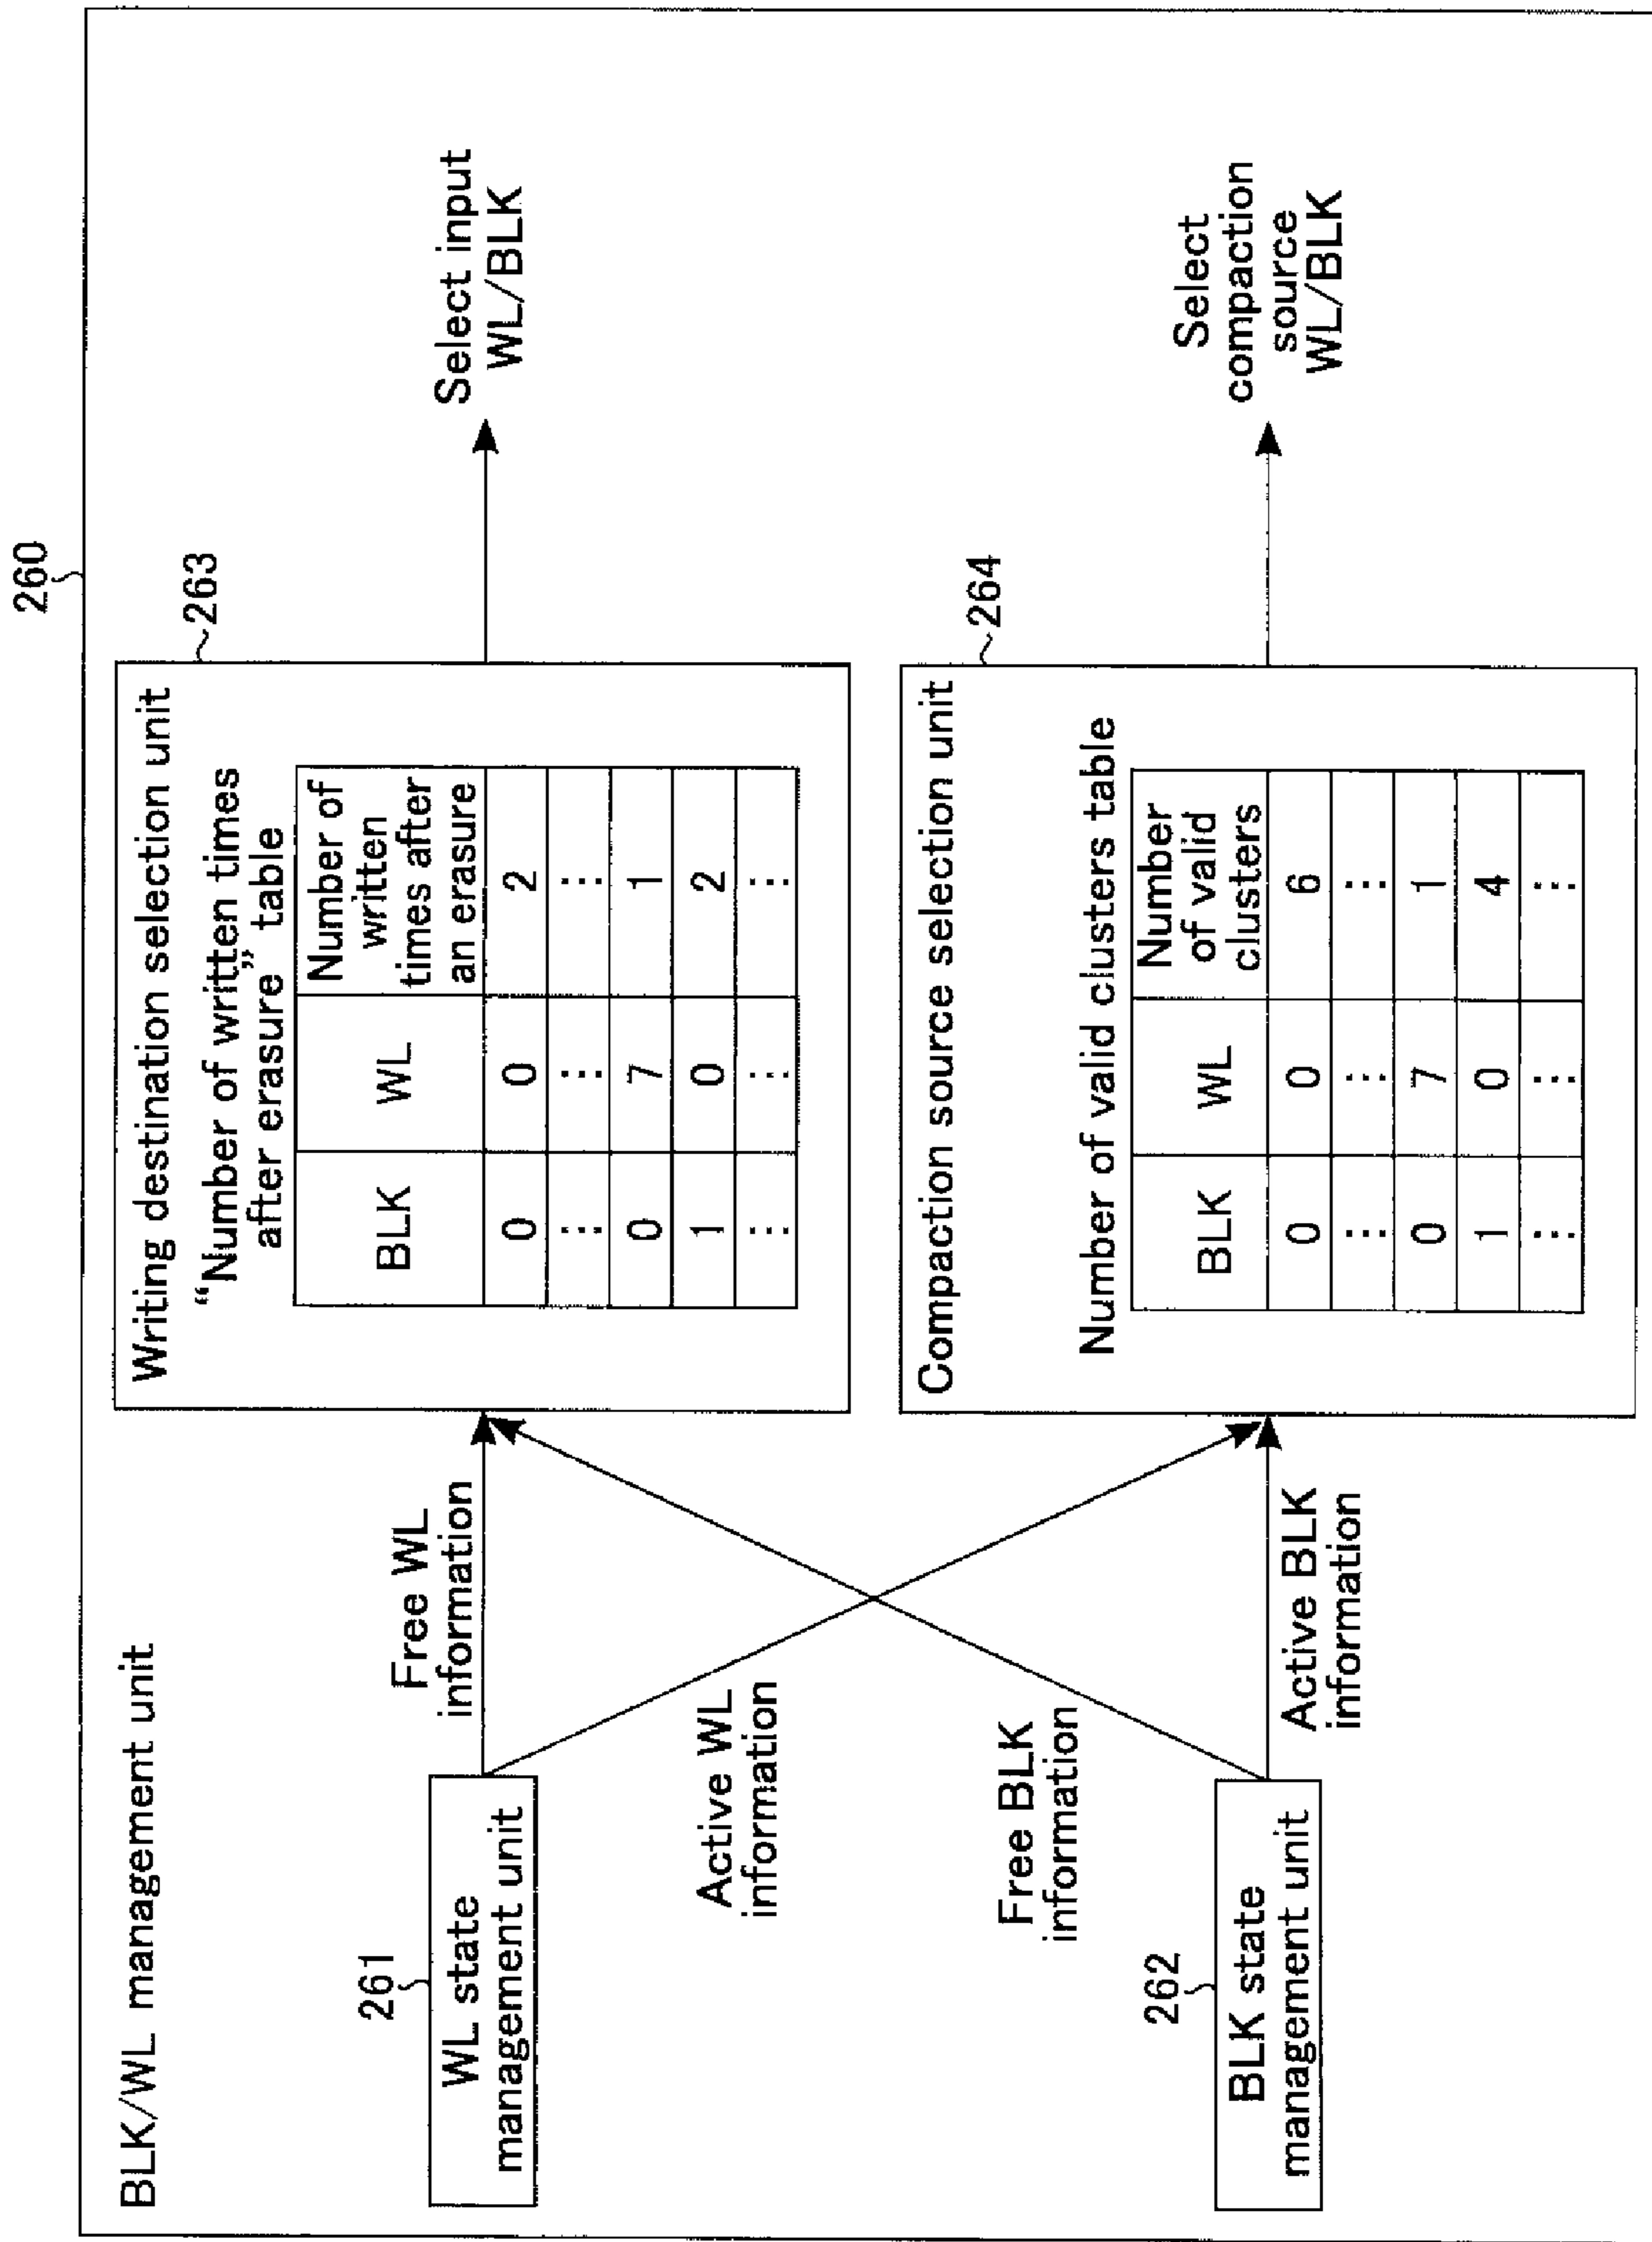 260
BLK/WL management unit
261
WL state
management unit
Free WL
information
Active WL
information
Free BLK
information
262
BLK state
management unit
Active BLK
information
263
Writing destination selection unit
“Number of written times
after erasure” table
BLK WL Number of
written
times after
an erasure
0 0 2
⋮ ⋮ ⋮
0 7 1
1 0 2
⋮ ⋮ ⋮
Select input
WL/BLK
264
Compaction source selection unit
Number of valid clusters table
BLK WL Number
of valid
clusters
0 0 6
⋮ ⋮ ⋮
0 7 1
1 0 4
⋮ ⋮ ⋮
Select
compaction
source
WL/BLK